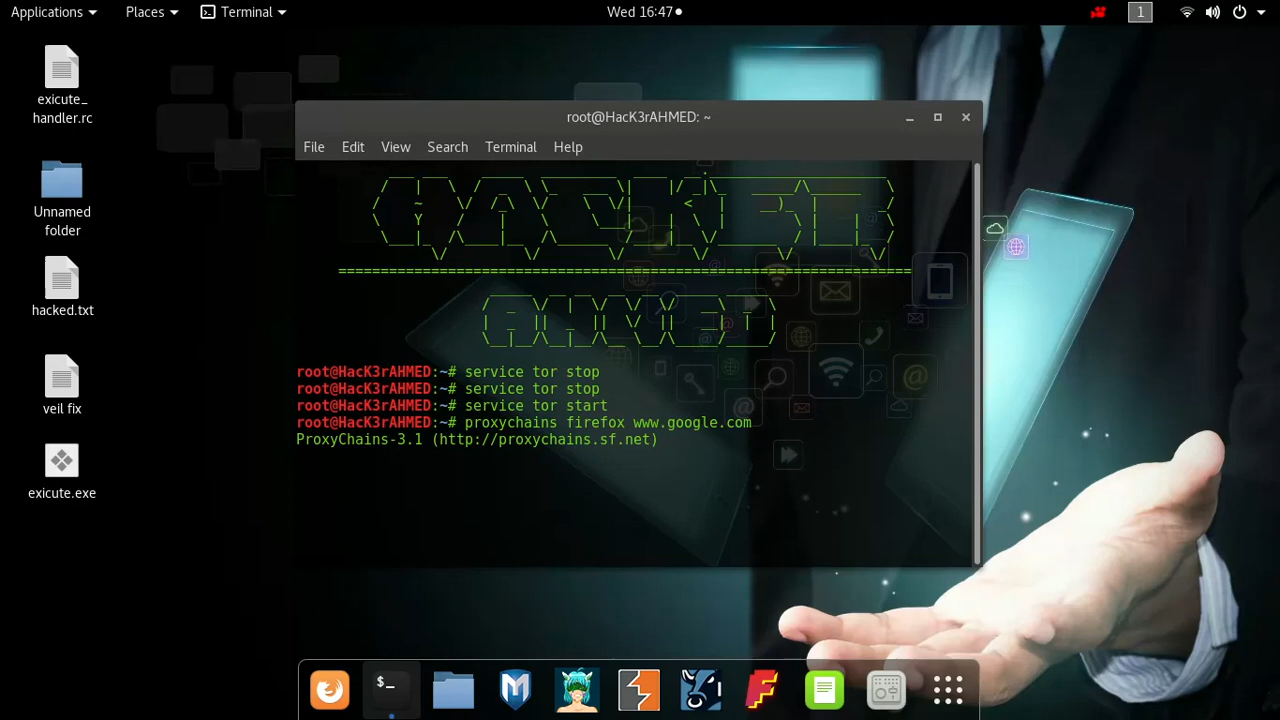 Applications
Places
Terminal
Wed 16:47
1
exicute_
handler.rc
Unnamed
folder
hacked.txt
veil fix
exicute.exe
root@HacK3rAHMED: ~
File Edit View Search Terminal Help
HACKER
AHMED
root@HacK3rAHMED:~# service tor stop
root@HacK3rAHMED:~# service tor stop
root@HacK3rAHMED:~# service tor start
root@HacK3rAHMED:~# proxychains firefox www.google.com
ProxyChains-3.1 (http://proxychains.sf.net)
$_